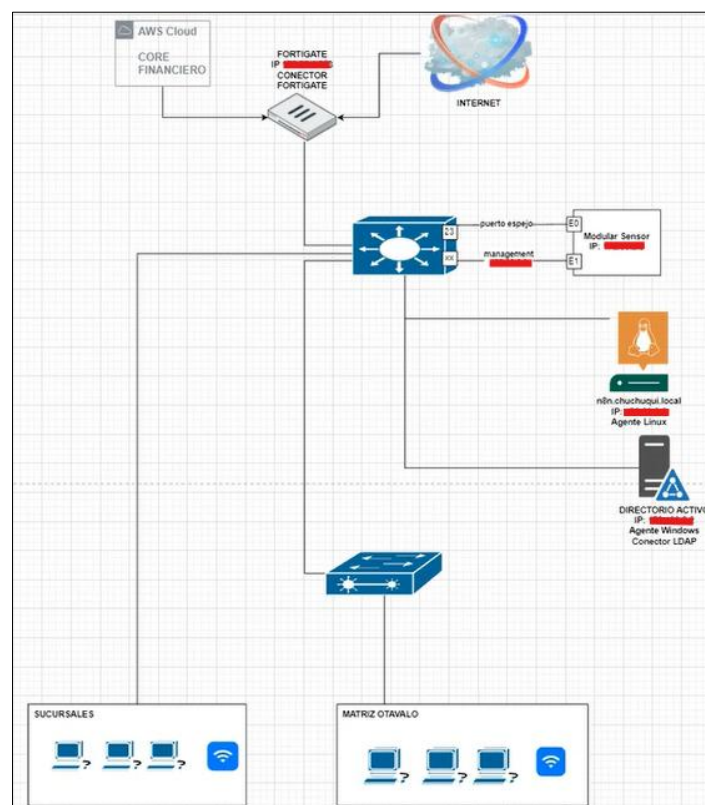 AWS Cloud
CORE
FINANCIERO
FORTIGATE
IP
CONECTOR
FORTIGATE
INTERNET
23
puerto espejo
E0
xx
management
E1
Modular Sensor
IP:
n8n.chuchuqui.local
IP:
Agente Linux
DIRECTORIO ACTIVO
IP:
Agente Windows
Conector LDAP
SUCURSALES
? ? ?
MATRIZ OTAVALO
? ? ?